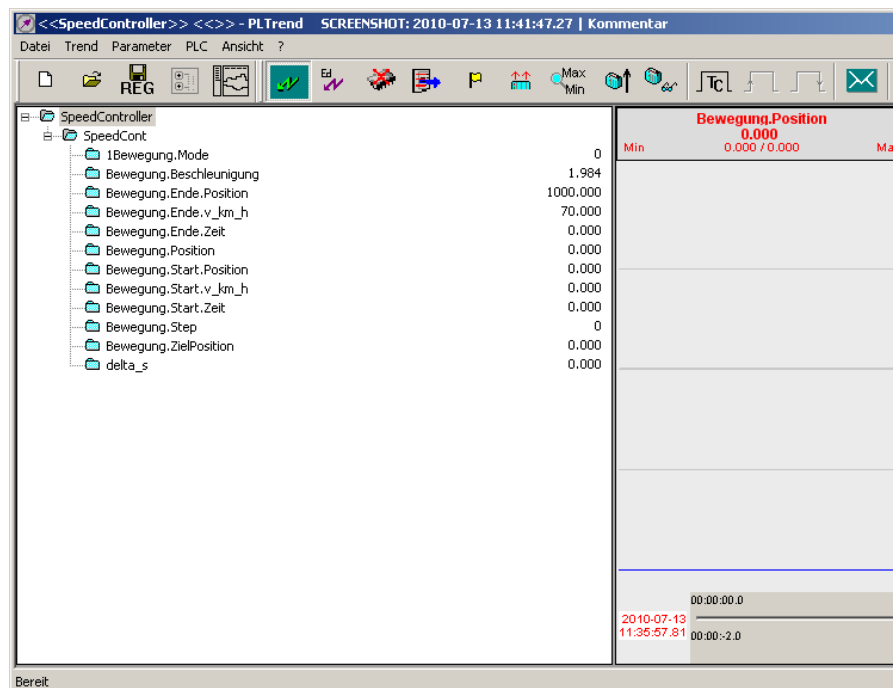 <<SpeedController>> <<>> - PLTrend SCREENSHOT: 2010-07-13 11:41:47.27 | Kommentar
Datei Trend Parameter PLC Ansicht ?
REG Ed Max Min TC
SpeedController
SpeedCont
1Bewegung.Mode 0
Bewegung.Beschleunigung 1.984
Bewegung.Ende.Position 1000.000
Bewegung.Ende.v_km_h 70.000
Bewegung.Ende.Zeit 0.000
Bewegung.Position 0.000
Bewegung.Start.Position 0.000
Bewegung.Start.v_km_h 0.000
Bewegung.Start.Zeit 0.000
Bewegung.Step 0
Bewegung.ZielPosition 0.000
delta_s 0.000
Bewegung.Position
0.000
Min 0.000 / 0.000 Ma
00:00:00.0
2010-07-13
11:35:57.81 00:00:-2.0
Bereit